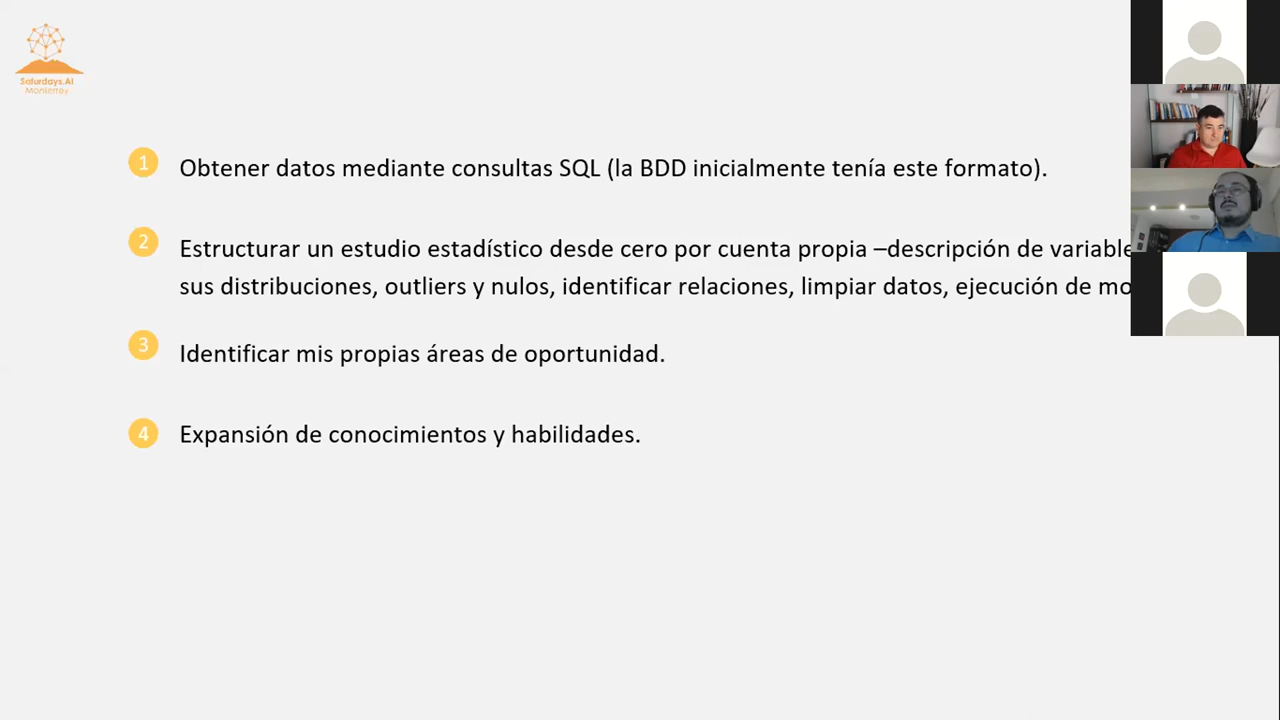 Saturdays.AI
Monterrey
1 Obtener datos mediante consultas SQL (la BDD inicialmente tenía este formato).
2 Estructurar un estudio estadístico desde cero por cuenta propia –descripción de variable
sus distribuciones, outliers y nulos, identificar relaciones, limpiar datos, ejecución de mo
3 Identificar mis propias áreas de oportunidad.
4 Expansión de conocimientos y habilidades.